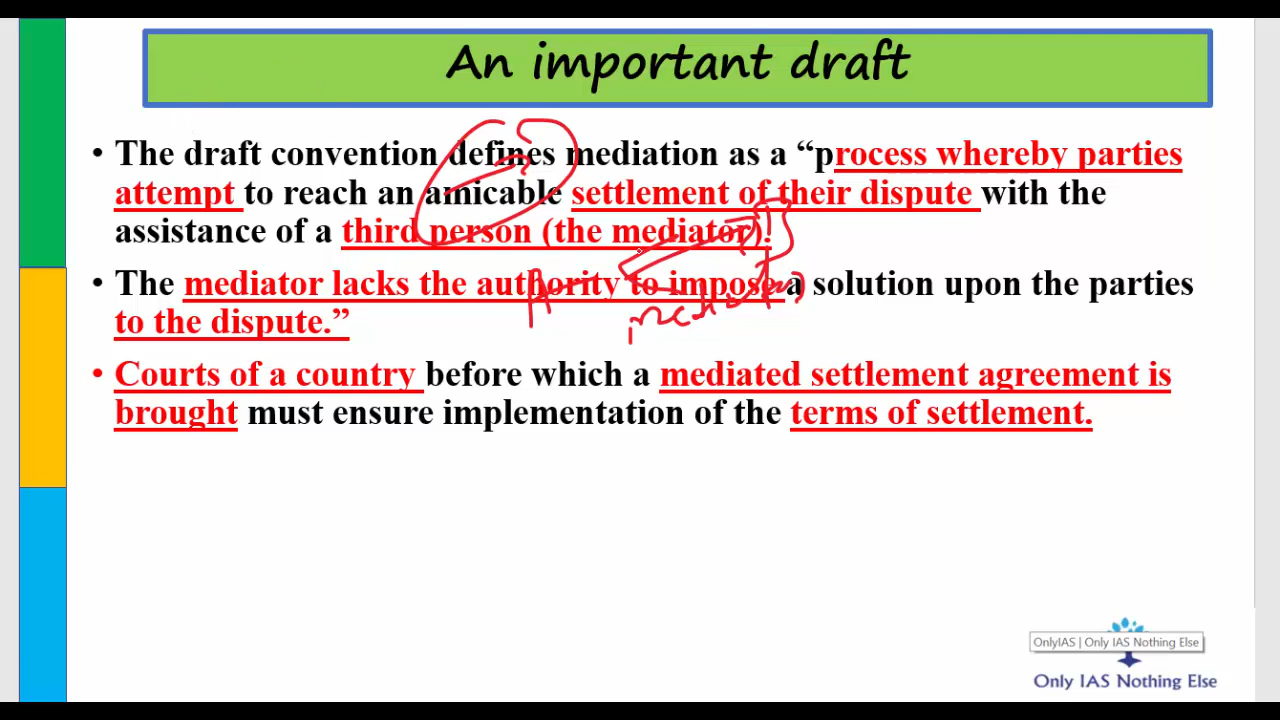 An important draft
• The draft convention defines mediation as a “process whereby parties
attempt to reach an amicable settlement of their dispute with the
assistance of a third person (the mediator).
• The mediator lacks the authority to impose a solution upon the parties
to the dispute.”
• Courts of a country before which a mediated settlement agreement is
brought must ensure implementation of the terms of settlement.
OnlyIAS | Only IAS Nothing Else
Only IAS Nothing Else